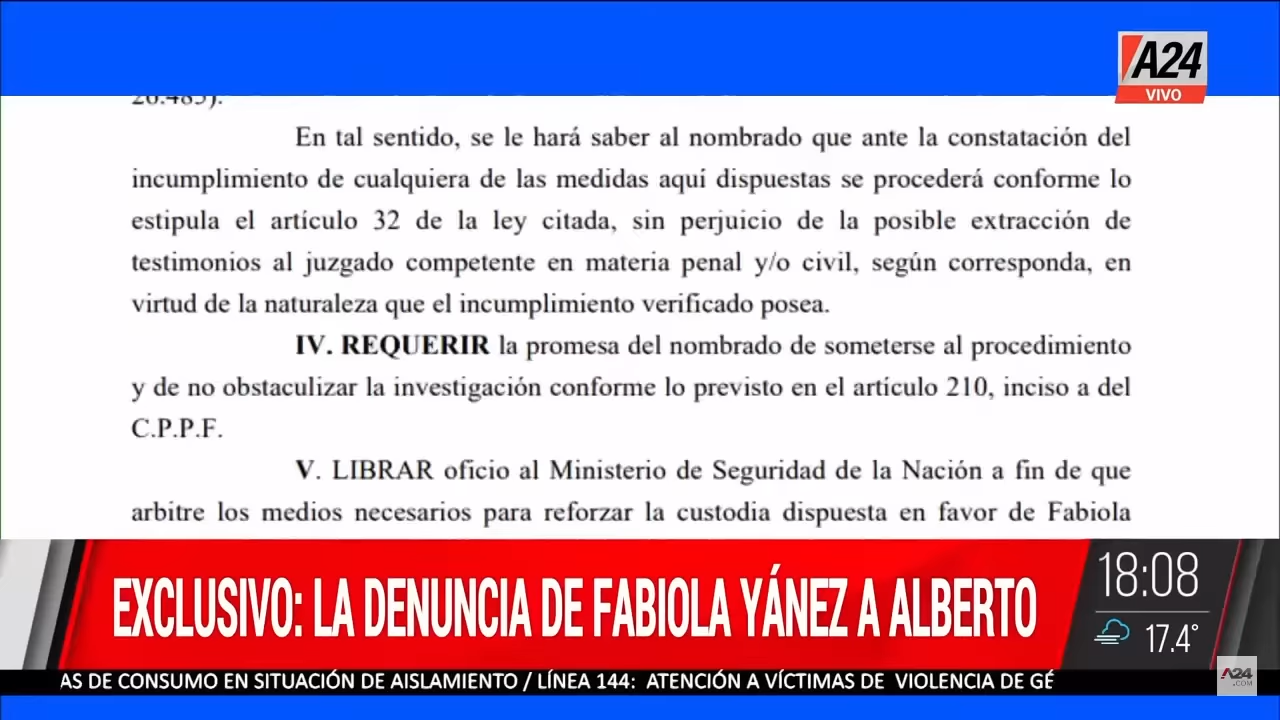 A24
VIVO
26.485).
En tal sentido, se le hará saber al nombrado que ante la constatación del
incumplimiento de cualquiera de las medidas aquí dispuestas se procederá conforme lo
estipula el artículo 32 de la ley citada, sin perjuicio de la posible extracción de
testimonios al juzgado competente en materia penal y/o civil, según corresponda, en
virtud de la naturaleza que el incumplimiento verificado posea.
IV. REQUERIR la promesa del nombrado de someterse al procedimiento
y de no obstaculizar la investigación conforme lo previsto en el artículo 210, inciso a del
C.P.P.F.
V. LIBRAR oficio al Ministerio de Seguridad de la Nación a fin de que
arbitre los medios necesarios para reforzar la custodia dispuesta en favor de Fabiola
EXCLUSIVO: LA DENUNCIA DE FABIOLA YÁNEZ A ALBERTO
18:08
17.4°
AS DE CONSUMO EN SITUACIÓN DE AISLAMIENTO / LÍNEA 144: ATENCIÓN A VÍCTIMAS DE VIOLENCIA DE GÉ
A24
.COM